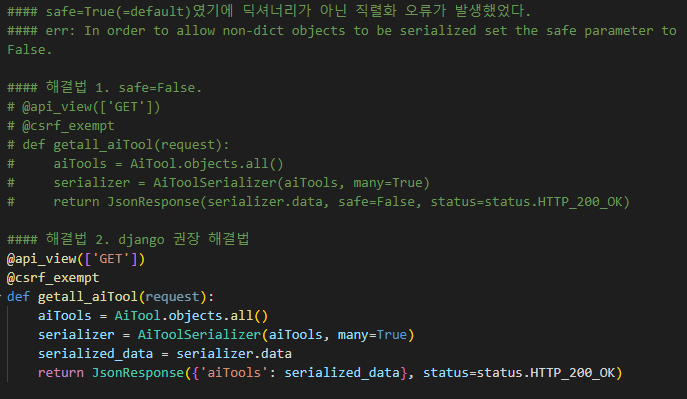 #### safe=True(=default)였기에 딕셔너리가 아닌 직렬화 오류가 발생했었다.
#### err: In order to allow non-dict objects to be serialized set the safe parameter to
False.
#### 해결법 1. safe=False.
# @api_view(['GET'])
# @csrf_exempt
# def getall_aiTool(request):
#     aiTools = AiTool.objects.all()
#     serializer = AiToolSerializer(aiTools, many=True)
#     return JsonResponse(serializer.data, safe=False, status=status.HTTP_200_OK)
#### 해결법 2. django 권장 해결법
@api_view(['GET'])
@csrf_exempt
def getall_aiTool(request):
    aiTools = AiTool.objects.all()
    serializer = AiToolSerializer(aiTools, many=True)
    serialized_data = serializer.data
    return JsonResponse({'aiTools': serialized_data}, status=status.HTTP_200_OK)